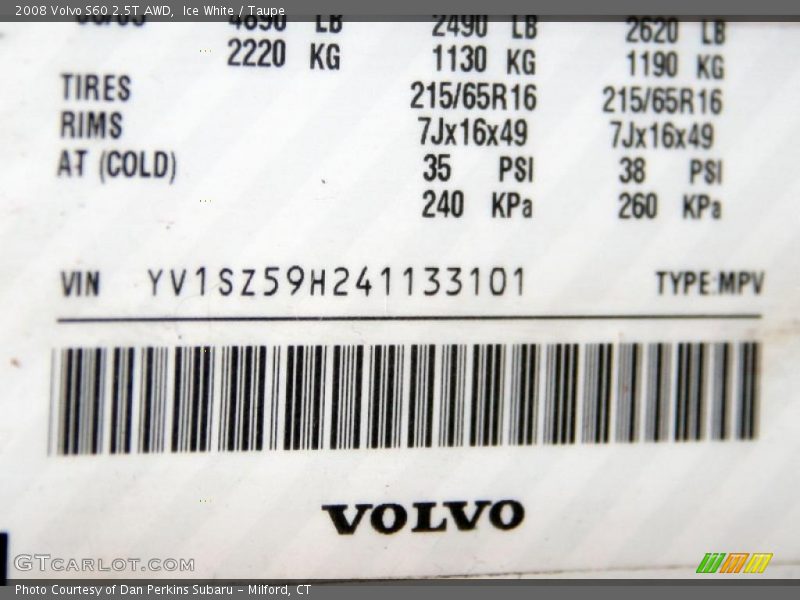 2008 Volvo S60 2.5T AWD, Ice White / Taupe
4890 LB 2490 LB 2620 LB
2220 KG 1130 KG 1190 KG
TIRES 215/65R16 215/65R16
RIMS 7Jx16x49 7Jx16x49
AT (COLD) 35 PSI 38 PSI
240 KPa 260 KPa
VIN YV1SZ59H241133101 TYPE:MPV
VOLVO
GTCARLOT.COM
Photo Courtesy of Dan Perkins Subaru - Milford, CT